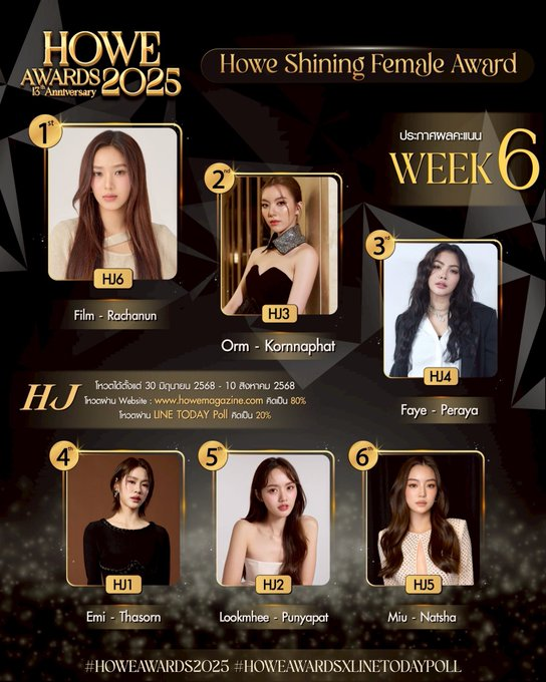 HOWE
AWARDS 2025
13th Anntversary
Howe Shining Female Award
ประกาศผลคะแนน
WEEK 6
1st
HJ6
Film - Rachanun
2nd
HJ3
Orm - Kornnaphat
3rd
HJ4
Faye - Peraya
HJ
โหวตได้ตั้งแต่ 30 มิถุนายน 2568 - 10 สิงหาคม 2568
โหวตผ่าน Website : www.howemagazine.com คิดเป็น 80%
โหวตผ่าน LINE TODAY Poll คิดเป็น 20%
4th
HJ1
Emi - Thasorn
5th
HJ2
Lookmhee - Punyapat
6th
HJ5
Miu - Natsha
#HOWEAWARDS2025 #HOWEAWARDSXLINETODAYPOLL